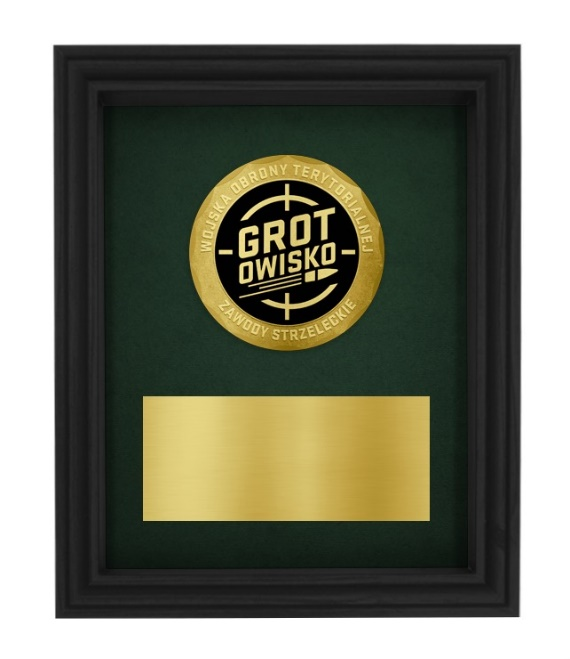 WOJSKA OBRONY TERYTORIALNEJ
GROT
OWISKO
ZAWODY STRZELECKIE